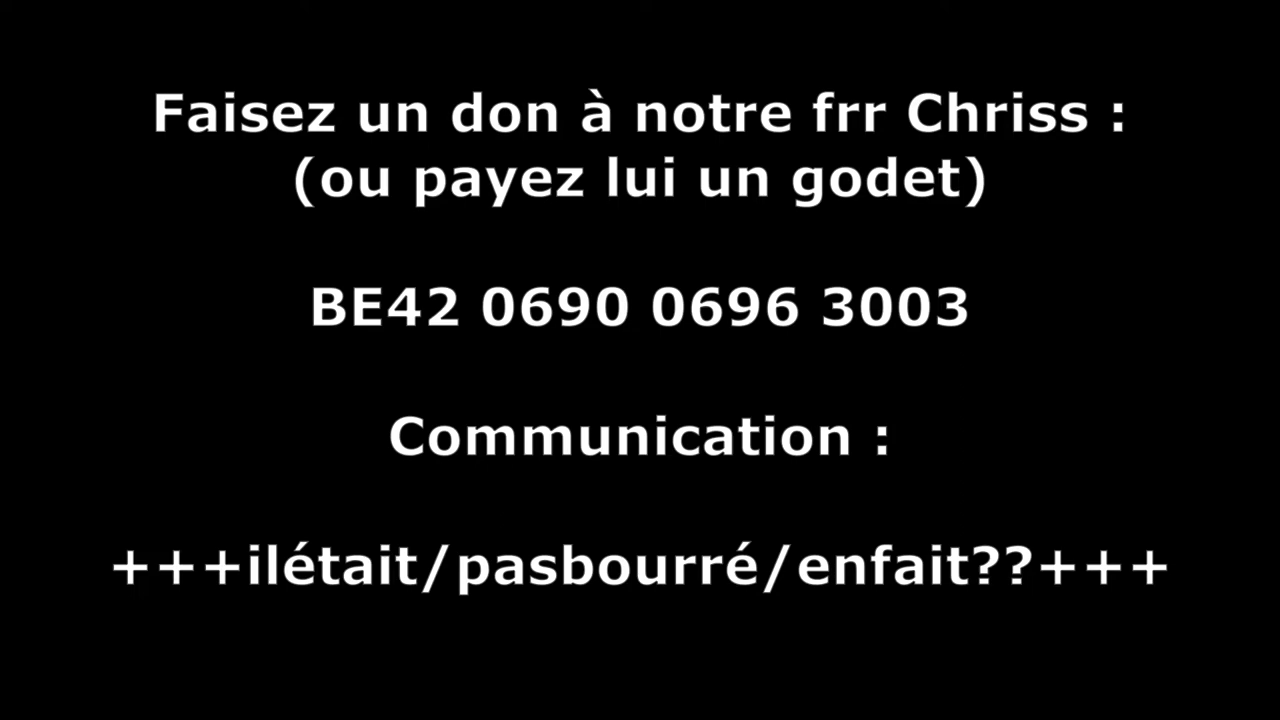 Faisez un don à notre frr Chriss :
(ou payez lui un godet)
BE42 0690 0696 3003
Communication :
+++ilétait/pasbourré/enfait??+++